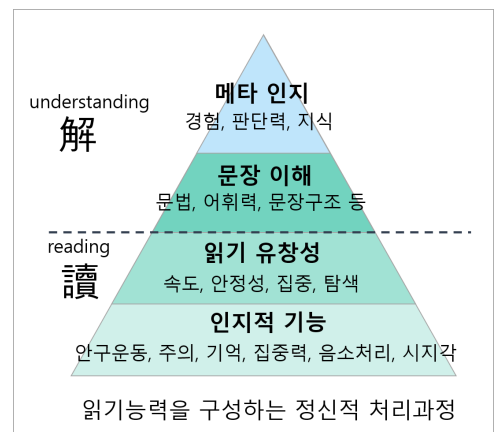 메타 인지
경험, 판단력, 지식
understanding
解
문장 이해
문법, 어휘력, 문장구조 등
reading
讀
읽기 유창성
속도, 안정성, 집중, 탐색
인지적 기능
안구운동, 주의, 기억, 집중력, 음소처리, 시지각
읽기능력을 구성하는 정신적 처리과정